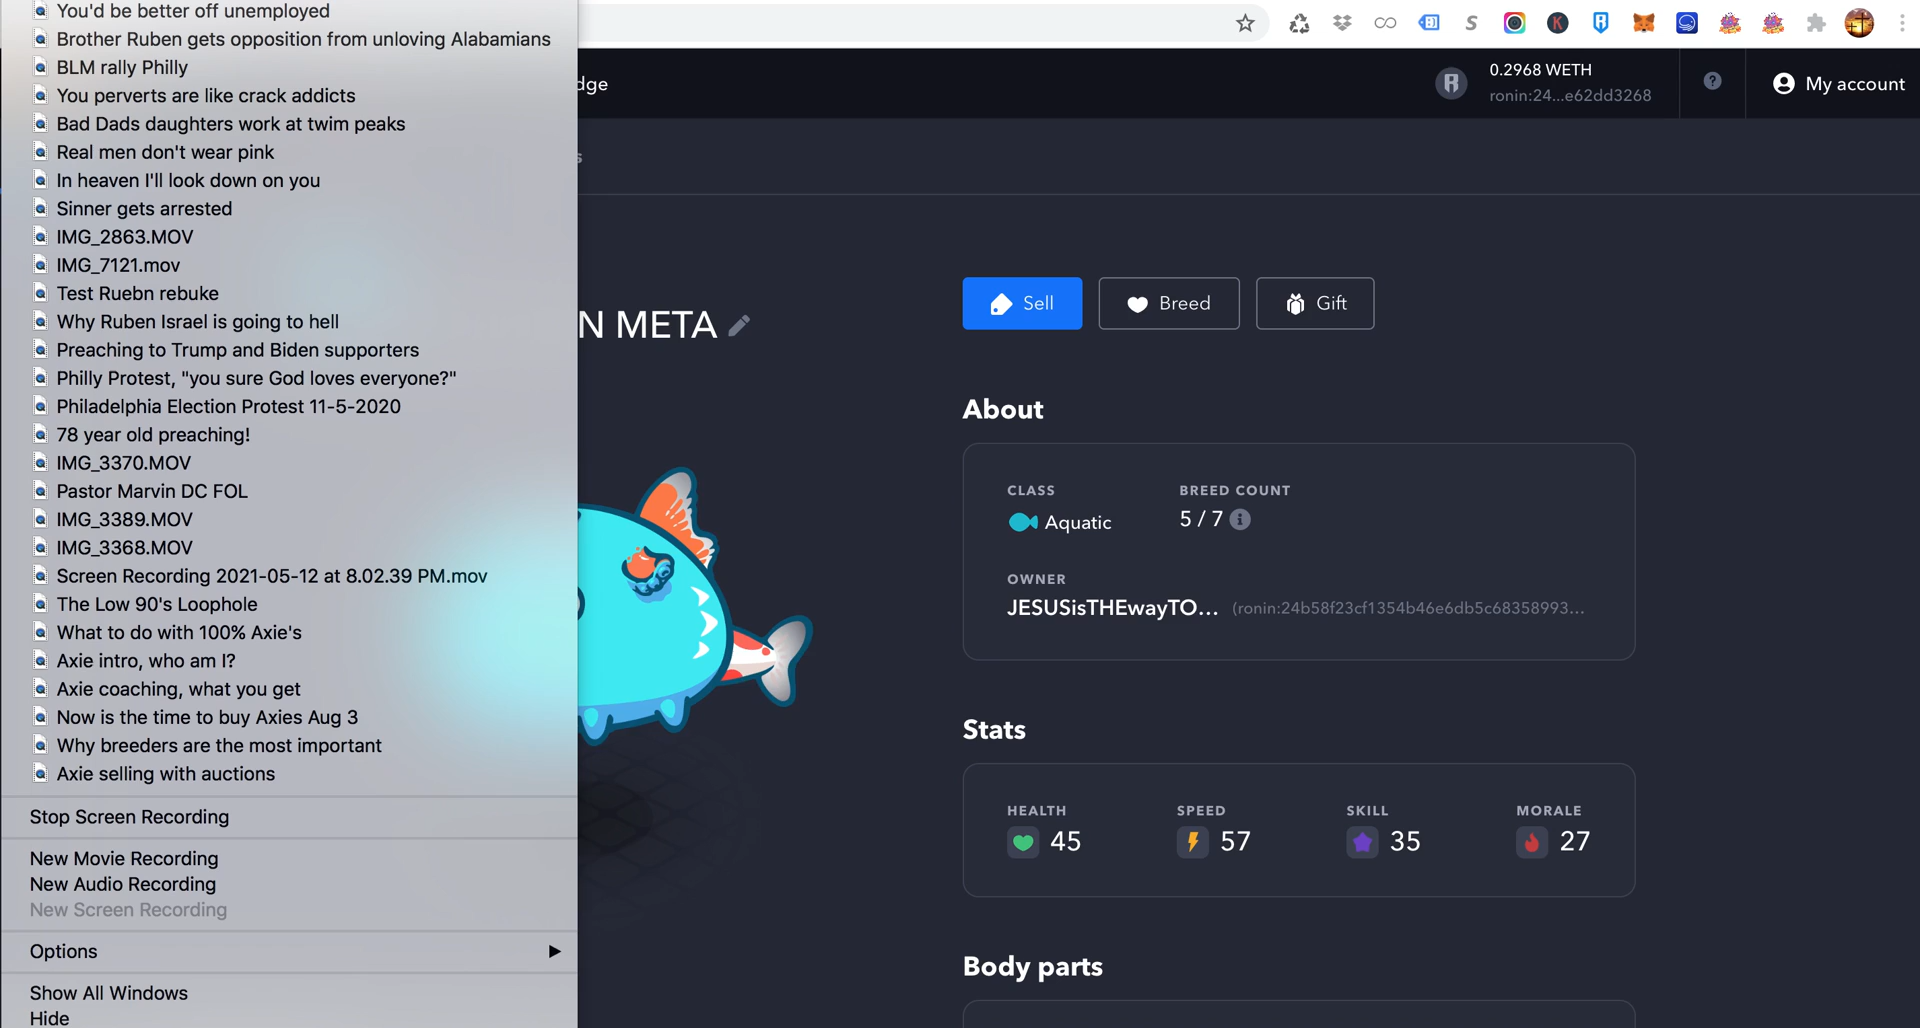 You'd be better off unemployed
Brother Ruben gets opposition from unloving Alabamians
BLM rally Philly
You perverts are like crack addicts
Bad Dads daughters work at twim peaks
Real men don't wear pink
In heaven I'll look down on you
Sinner gets arrested
IMG_2863.MOV
IMG_7121.mov
Test Ruebn rebuke
Why Ruben Israel is going to hell
Preaching to Trump and Biden supporters
Philly Protest, "you sure God loves everyone?"
Philadelphia Election Protest 11-5-2020
78 year old preaching!
IMG_3370.MOV
Pastor Marvin DC FOL
IMG_3389.MOV
IMG_3368.MOV
Screen Recording 2021-05-12 at 8.02.39 PM.mov
The Low 90's Loophole
What to do with 100% Axie's
Axie intro, who am I?
Axie coaching, what you get
Now is the time to buy Axies Aug 3
Why breeders are the most important
Axie selling with auctions
Stop Screen Recording
New Movie Recording
New Audio Recording
New Screen Recording
Options
Show All Windows
Hide
dge
0.2968 WETH
ronin:24...e62dd3268
My account
s
N META
Sell
Breed
Gift
About
CLASS
BREED COUNT
Aquatic
5 / 7
OWNER
JESUSisTHEwayTO... (ronin:24b58f23cf1354b46e6db5c68358993...
Stats
HEALTH
SPEED
SKILL
MORALE
45
57
35
27
Body parts